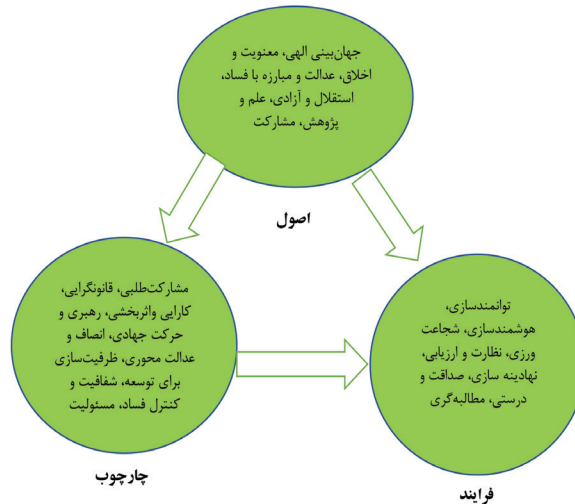 جهان‌بینی الهی، معنویت و
اخلاق، عدالت و مبارزه با فساد،
استقلال و آزادی، علم و
پژوهش، مشارکت
اصول
مشارکت‌طلبی، قانونگرایی،
کارایی واثربخشی، رهبری و
حرکت جهادی، انصاف و
عدالت محوری، ظرفیت‌سازی
برای توسعه، شفافیت و
کنترل فساد، مسئولیت
چارچوب
توانمندسازی،
هوشمندسازی، شجاعت
ورزی، نظارت و ارزیابی،
نهادینه سازی، صداقت و
درستی، مطالبه‌گری
فرایند